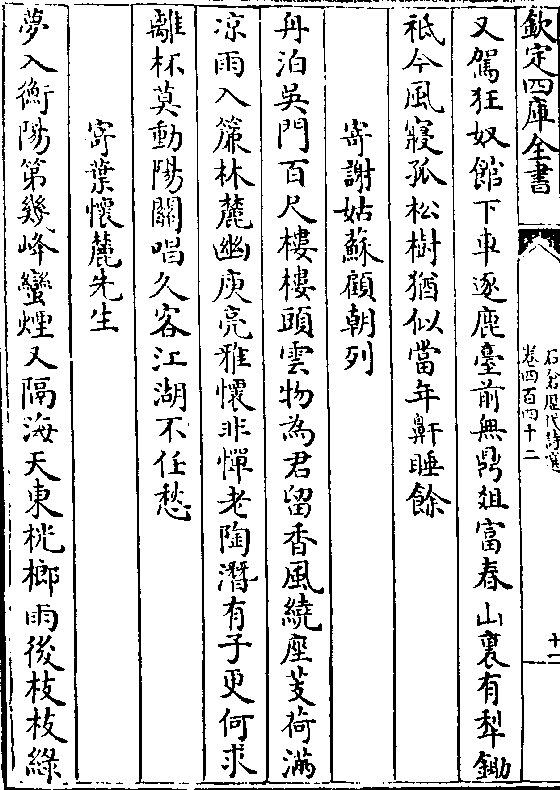 欽定四庫全書
石倉歷代詩選
卷四百四十二
十一
又駕狂奴館下車逐鹿臺前無鼎俎富春山裏有犁鋤
祇今風寢孤松樹猶似當年鼾睡餘
寄謝姑蘇顧朝列
舟泊吳門百尺樓樓頭雲物為君留香風繞座芰荷滿
凉雨入簾林麓幽庾亮雅懷非憚老陶潛有子更何求
離杯莫動陽關唱久客江湖不任愁
寄葉懷麓先生
夢入衡陽第幾峰蠻煙又隔海天東桄榔雨後枝枝綠